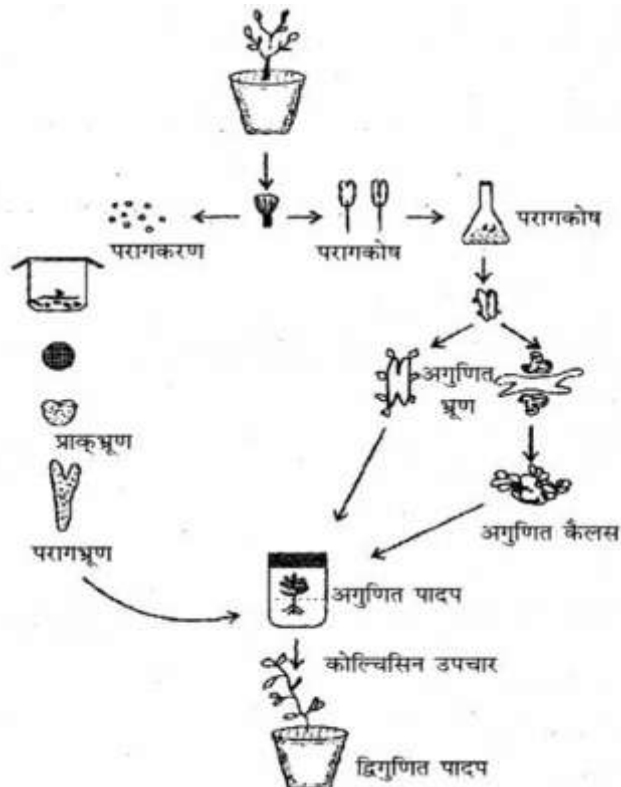 परागकरण
परागकोष
परागकोष
अगुणित
भ्रूण
प्राक्भ्रूण
परागभ्रूण
अगुणित कैलस
अगुणित पादप
कोल्चिसिन उपचार
द्विगुणित पादप